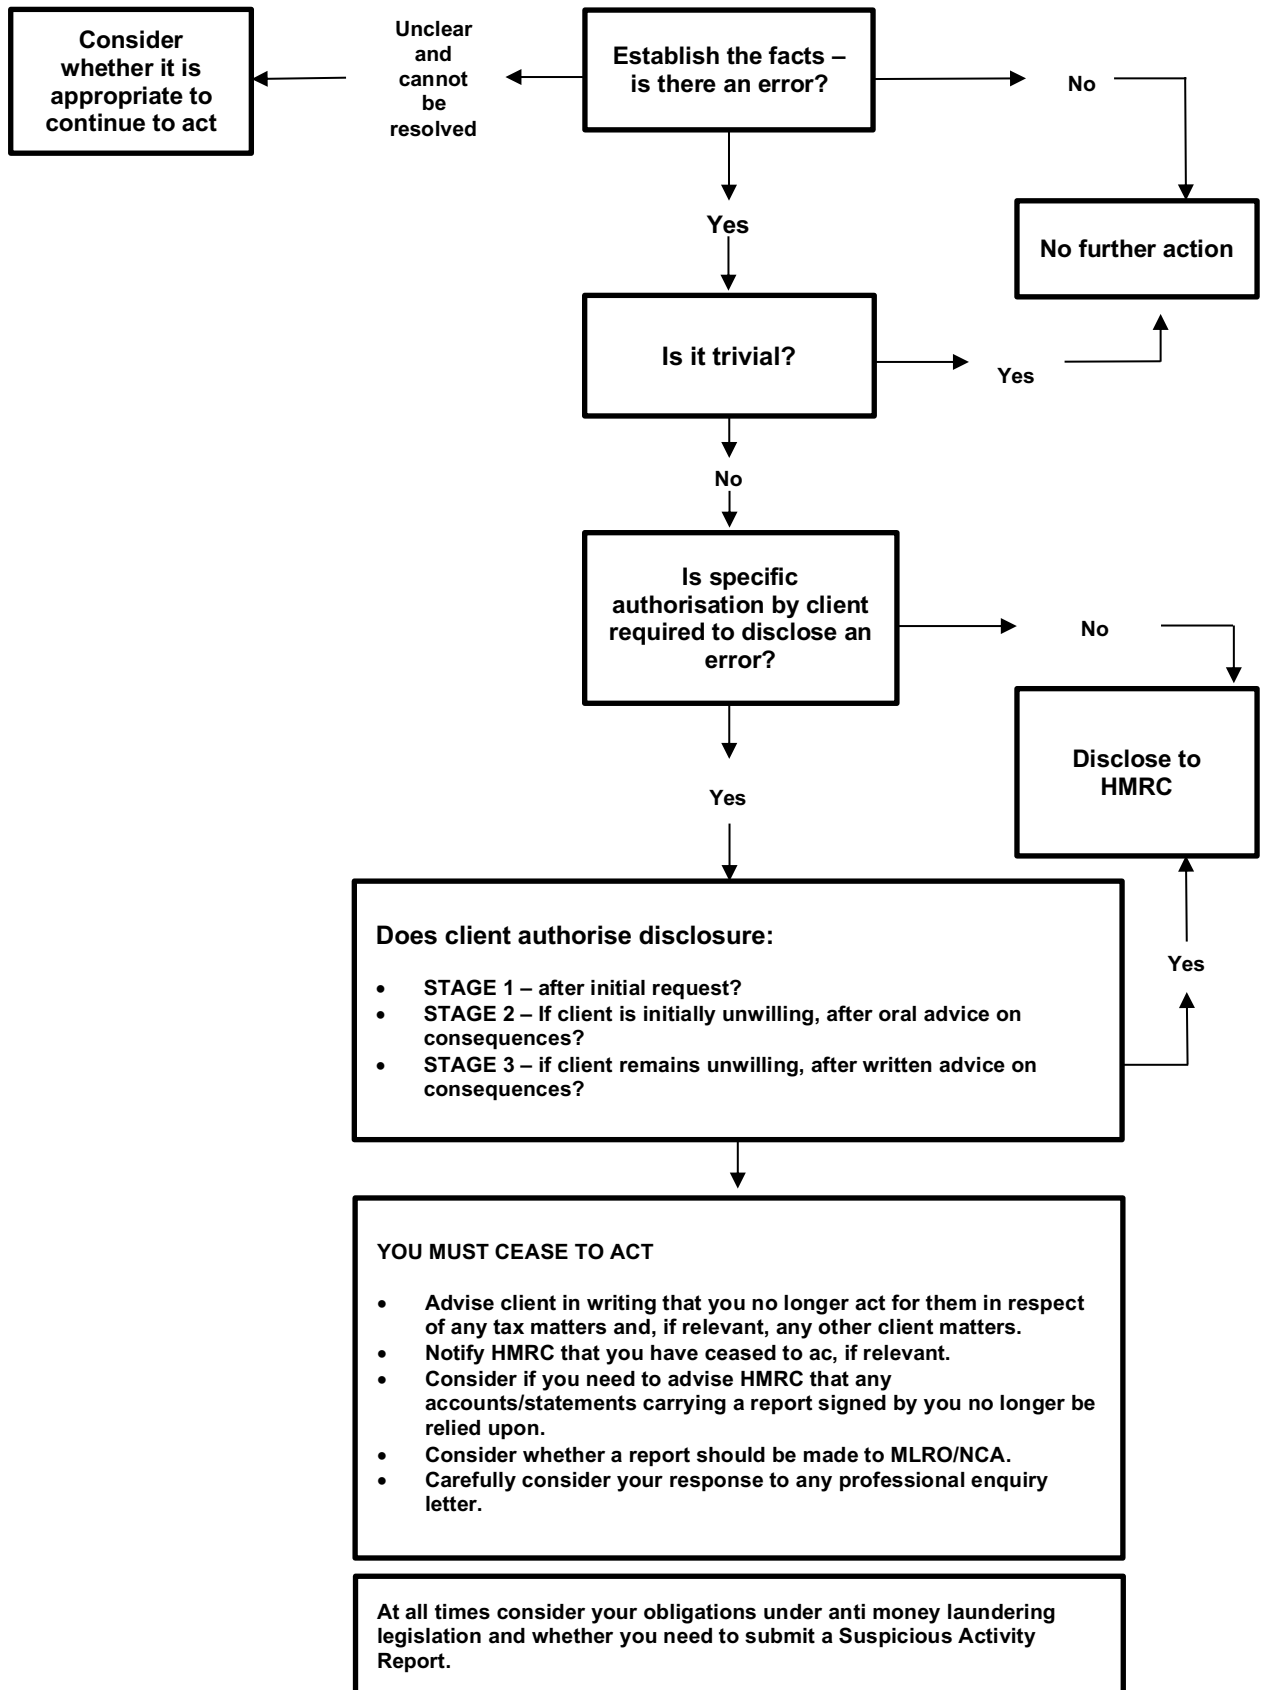 Consider
whether it is
appropriate to
continue to act
Unclear
and
cannot
be
resolved
Establish the facts –
is there an error?
No
Yes
No further action
Is it trivial?
Yes
No
Is specific
authorisation by client
required to disclose an
error?
No
Disclose to
HMRC
Yes
Does client authorise disclosure:
• STAGE 1 – after initial request?
• STAGE 2 – If client is initially unwilling, after oral advice on
consequences?
• STAGE 3 – if client remains unwilling, after written advice on
consequences?
Yes
YOU MUST CEASE TO ACT
• Advise client in writing that you no longer act for them in respect
of any tax matters and, if relevant, any other client matters.
• Notify HMRC that you have ceased to ac, if relevant.
• Consider if you need to advise HMRC that any
accounts/statements carrying a report signed by you no longer be
relied upon.
• Consider whether a report should be made to MLRO/NCA.
• Carefully consider your response to any professional enquiry
letter.
At all times consider your obligations under anti money laundering
legislation and whether you need to submit a Suspicious Activity
Report.